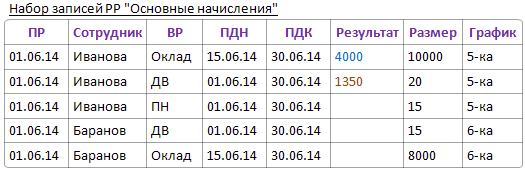 Набор записей РР "Основные начисления"
ПР Сотрудник ВР ПДН ПДК Результат Размер График
01.06.14 Иванова Оклад 15.06.14 30.06.14 4000 10000 5-ка
01.06.14 Иванова ДВ 01.06.14 30.06.14 1350 20 5-ка
01.06.14 Иванова ПН 01.06.14 30.06.14 15 5-ка
01.06.14 Баранов ДВ 01.06.14 30.06.14 15 6-ка
01.06.14 Баранов Оклад 15.06.14 30.06.14 8000 6-ка